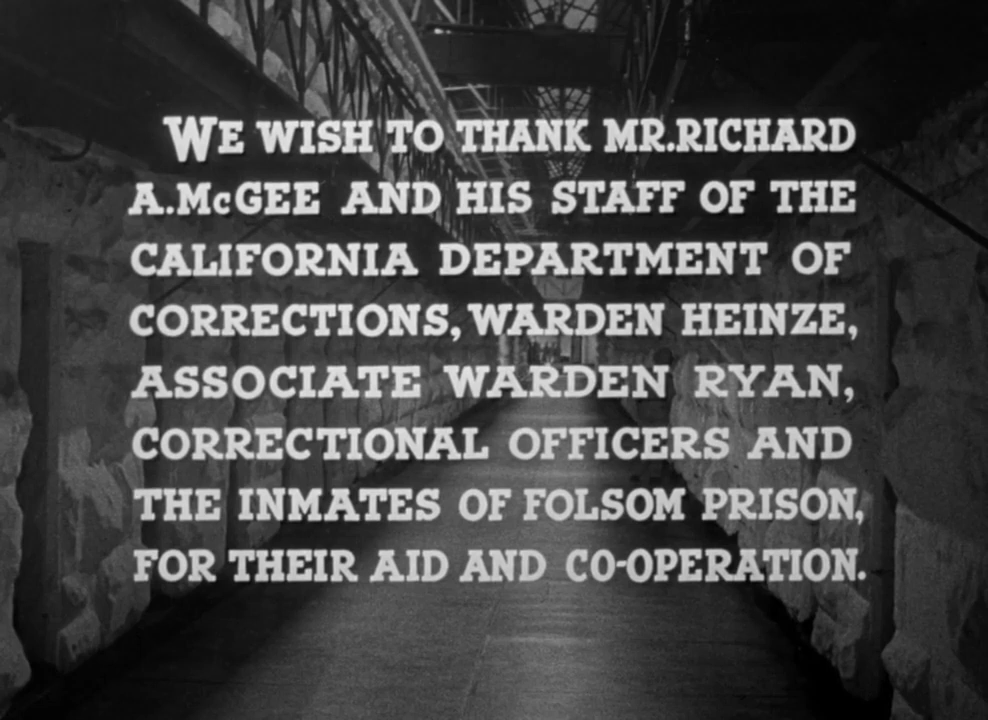 WE WISH TO THANK MR.RICHARD
A.McGEE AND HIS STAFF OF THE
CALIFORNIA DEPARTMENT OF
CORRECTIONS, WARDEN HEINZE,
ASSOCIATE WARDEN RYAN,
CORRECTIONAL OFFICERS AND
THE INMATES OF FOLSOM PRISON,
FOR THEIR AID AND CO-OPERATION.